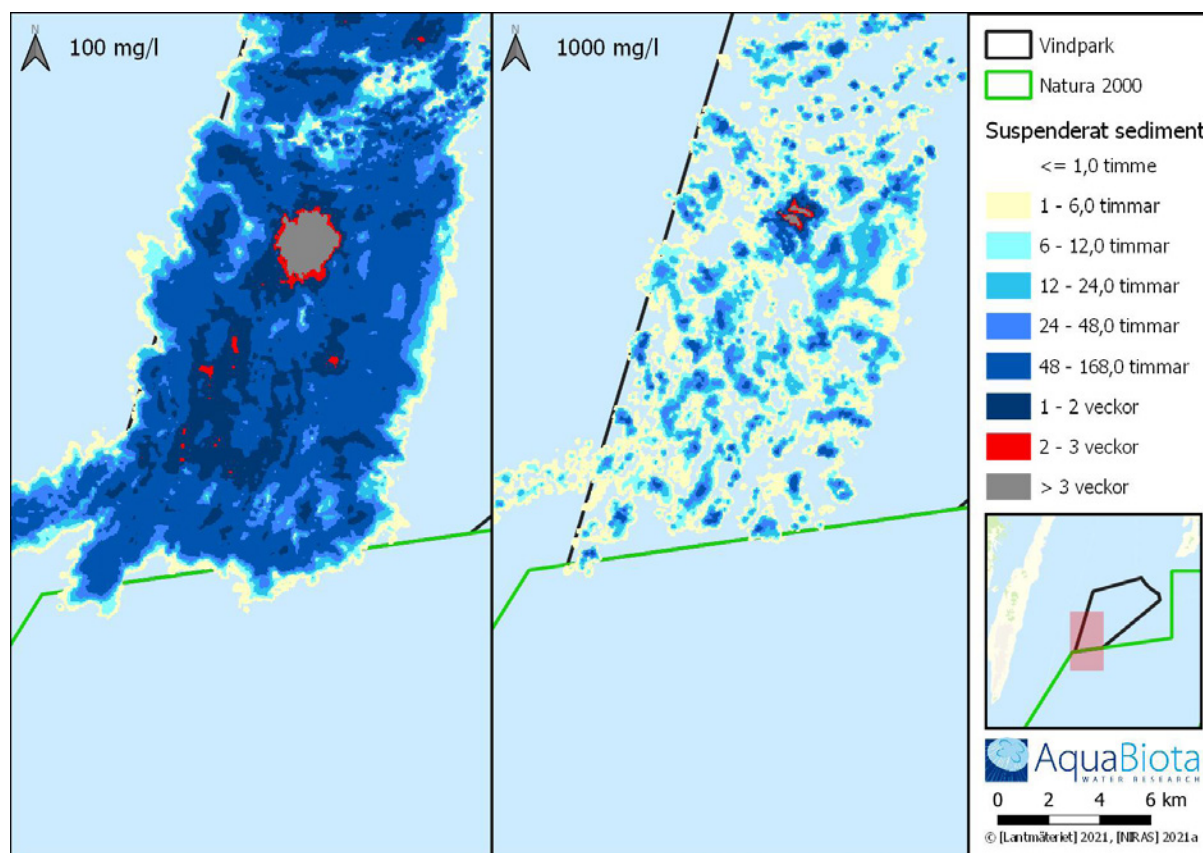 N
100 mg/l
N
1000 mg/l
Vindpark
Natura 2000
Suspenderat sediment
<= 1,0 timme
1 - 6,0 timmar
6 - 12,0 timmar
12 - 24,0 timmar
24 - 48,0 timmar
48 - 168,0 timmar
1 - 2 veckor
2 - 3 veckor
> 3 veckor
AquaBiota
WATER RESEARCH
0 2 4 6 km
© [Lantmäteriet] 2021, [NIRAS] 2021a